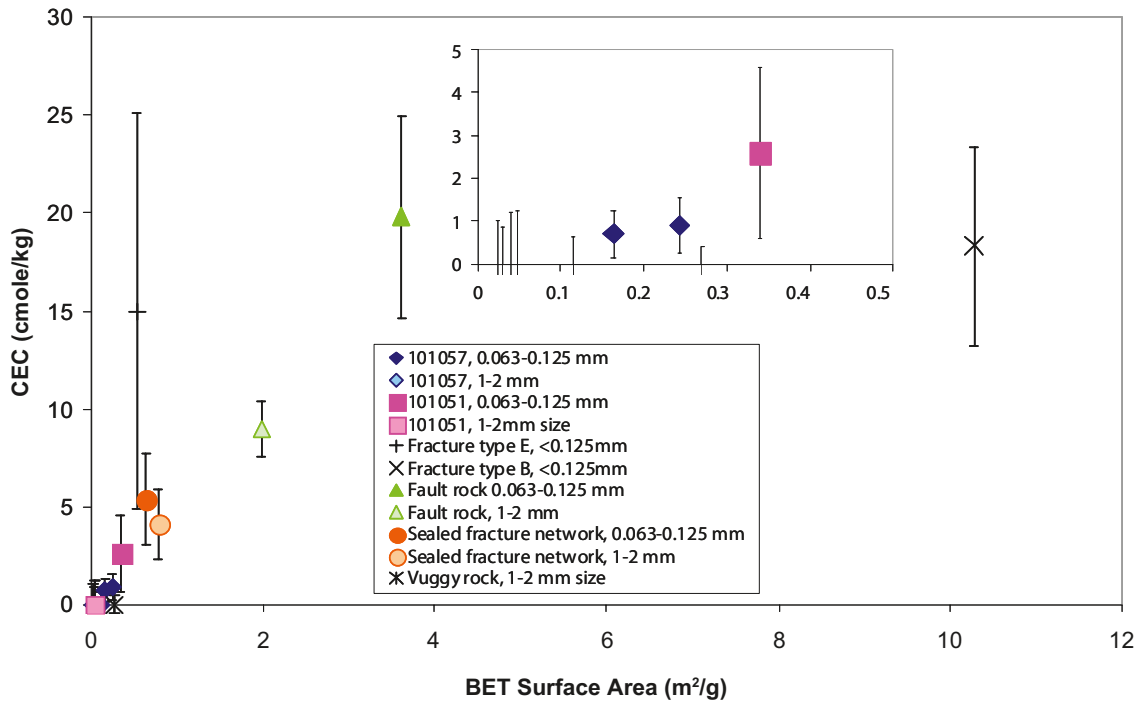 30
25
20
15
10
5
0
CEC (cmole/kg)
5
4
3
2
1
0
0 0.1 0.2 0.3 0.4 0.5
101057, 0.063-0.125 mm
101057, 1-2 mm
101051, 0.063-0.125 mm
101051, 1-2mm size
Fracture type E, <0.125mm
Fracture type B, <0.125mm
Fault rock 0.063-0.125 mm
Fault rock, 1-2 mm
Sealed fracture network, 0.063-0.125 mm
Sealed fracture network, 1-2 mm
Vuggy rock, 1-2 mm size
0 2 4 6 8 10 12
BET Surface Area (m²/g)